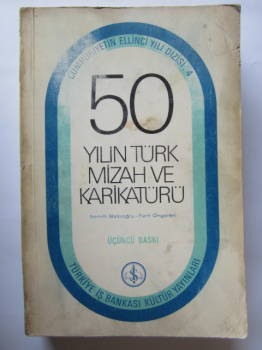 CUMHURİYETİN ELLİNCİ YILI DİZİSİ: 4
50
YILIN TÜRK
MİZAH VE
KARİKATÜRÜ
Semih Balcıoğlu - Ferit Öngören
ÜÇÜNCÜ BASKI
TÜRKİYE İŞ BANKASI KÜLTÜR YAYINLARI